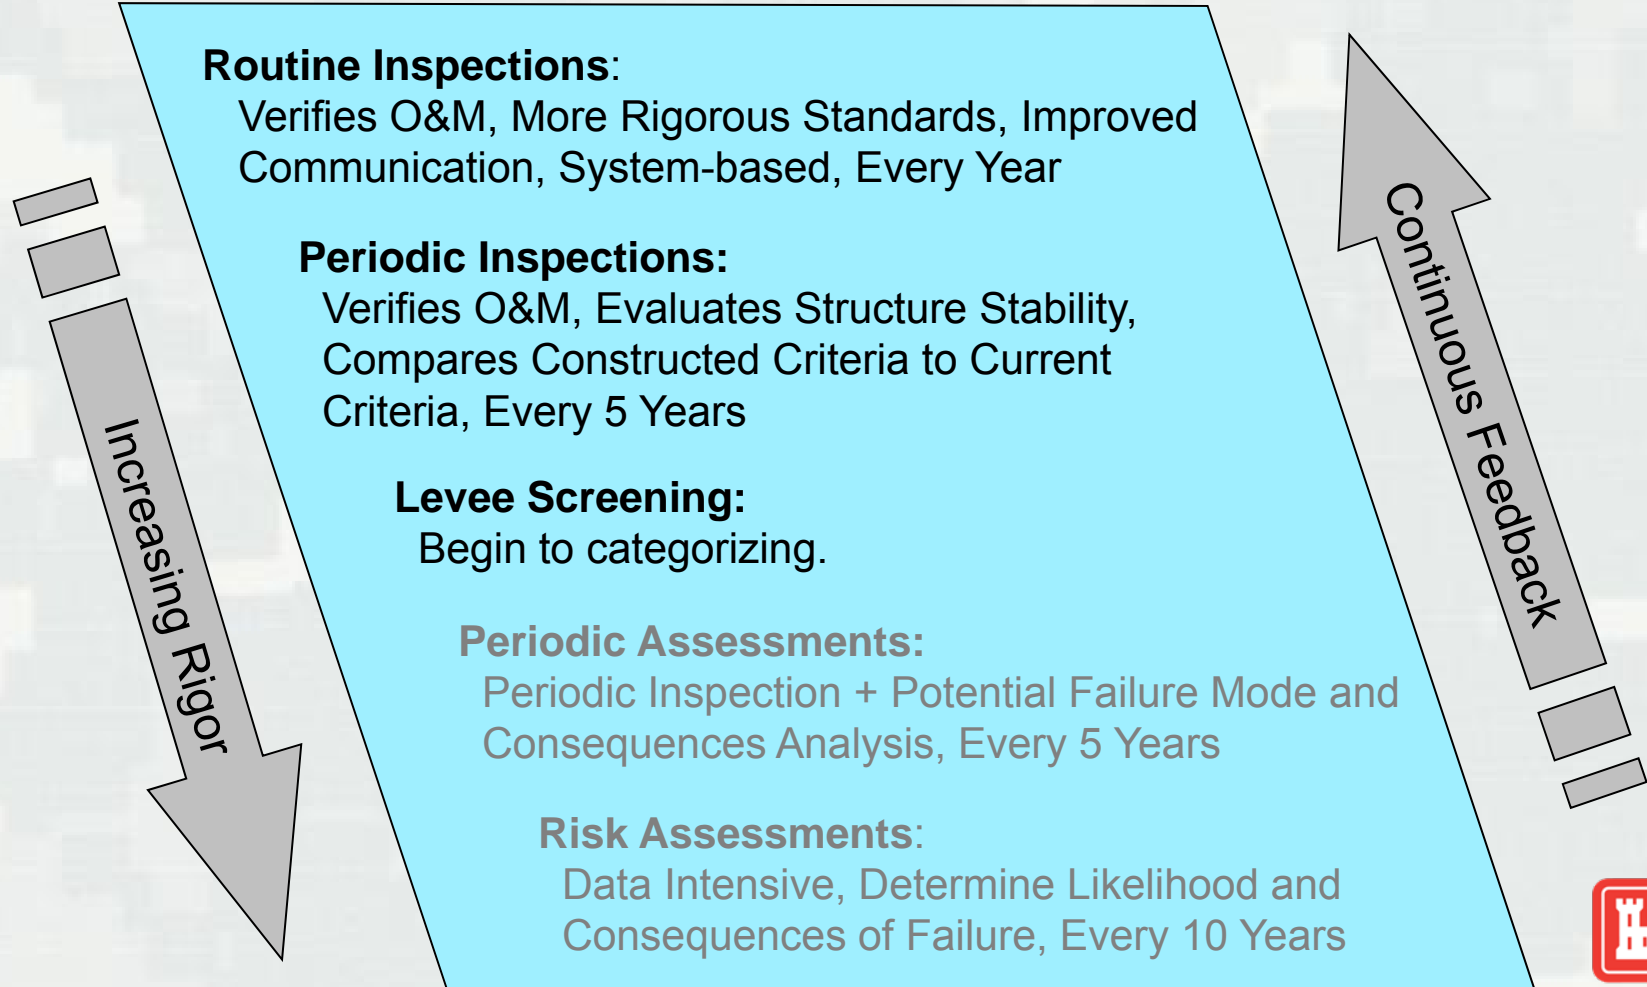 Routine Inspections:
Verifies O&M, More Rigorous Standards, Improved
Communication, System-based, Every Year
Periodic Inspections:
Verifies O&M, Evaluates Structure Stability,
Compares Constructed Criteria to Current
Criteria, Every 5 Years
Levee Screening:
Begin to categorizing.
Periodic Assessments:
Periodic Inspection + Potential Failure Mode and
Consequences Analysis, Every 5 Years
Risk Assessments:
Data Intensive, Determine Likelihood and
Consequences of Failure, Every 10 Years
Increasing Rigor
Continuous Feedback